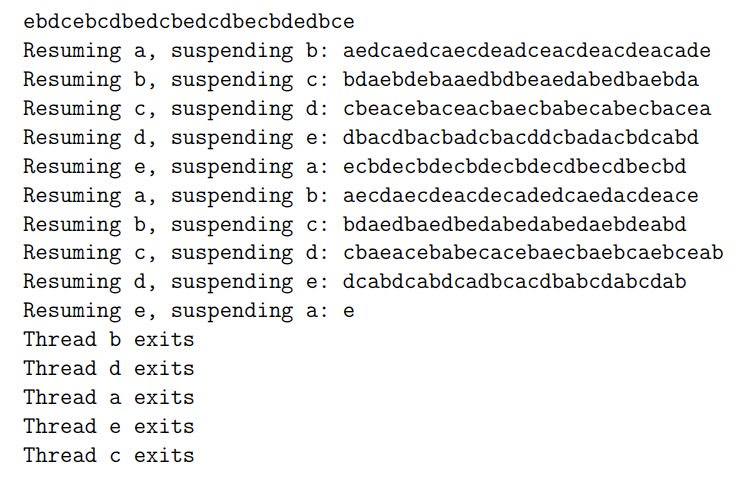 ebdcebcdbedcbedcdbecbdedbce
Resuming a, suspending b: aedcaedcaecdeadceacdeacdeacade
Resuming b, suspending c: bdaebdebaaedbdbeaedabedbaebda
Resuming c, suspending d: cbeacebaceacbaecbabecabecbacea
Resuming d, suspending e: dbacdbacbadcbacddcbadacbdcabd
Resuming e, suspending a: ecbdecbdecbdecbdecdbecdbecbd
Resuming a, suspending b: aecdaecdeacdecadedcaedacdeace
Resuming b, suspending c: bdaedbaedbedabedabedaebdeabd
Resuming c, suspending d: cbaeacebabecacebaecbaebcaebceab
Resuming d, suspending e: dcabdcabdcadbcacdbabcdabcdab
Resuming e, suspending a: e
Thread b exits
Thread d exits
Thread a exits
Thread e exits
Thread c exits